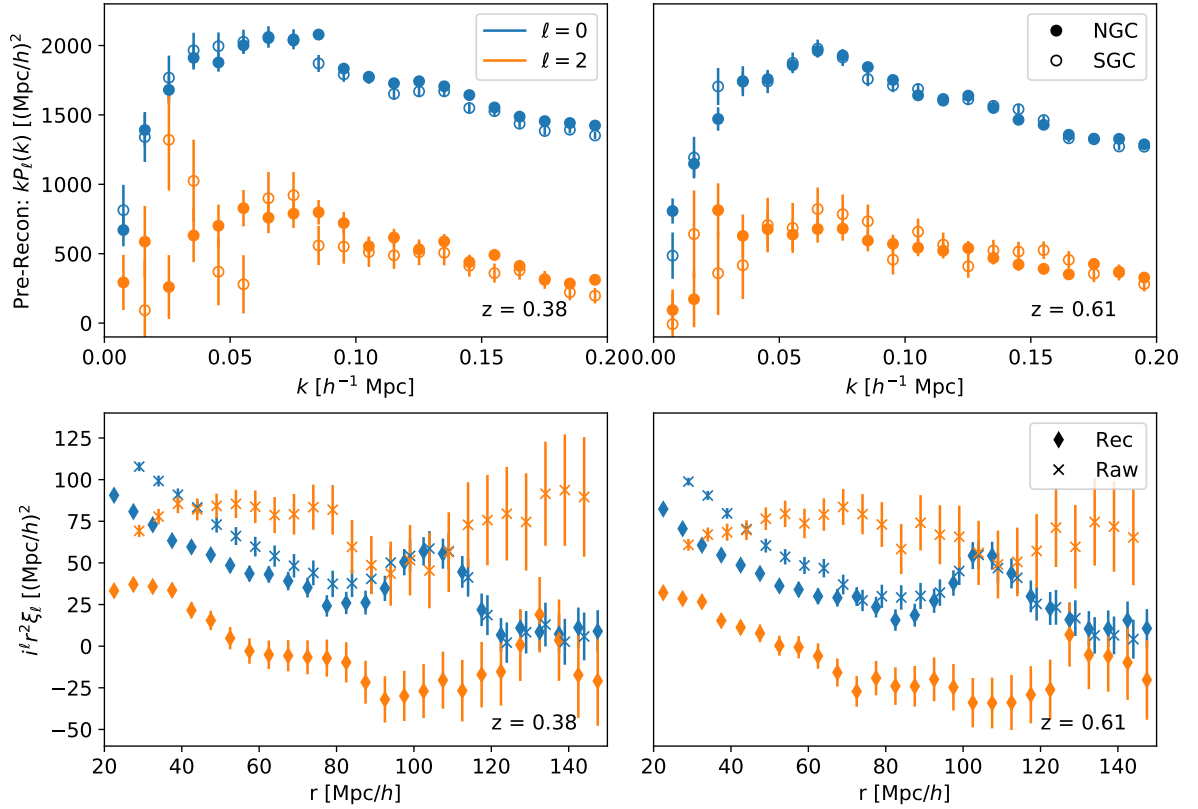 Pre-Recon: kPℓ(k) [(Mpc/h)²
2000
1500
1000
500
0
ℓ = 0
ℓ = 2
z = 0.38
0.00 0.05 0.10 0.15 0.20
k [h⁻¹ Mpc]
NGC
SGC
z = 0.61
0.00 0.05 0.10 0.15 0.20
k [h⁻¹ Mpc]
iℓr²ξℓ [(Mpc/h)²
125
100
75
50
25
0
−25
−50
z = 0.38
20 40 60 80 100 120 140
r [Mpc/h]
Rec
Raw
z = 0.61
20 40 60 80 100 120 140
r [Mpc/h]